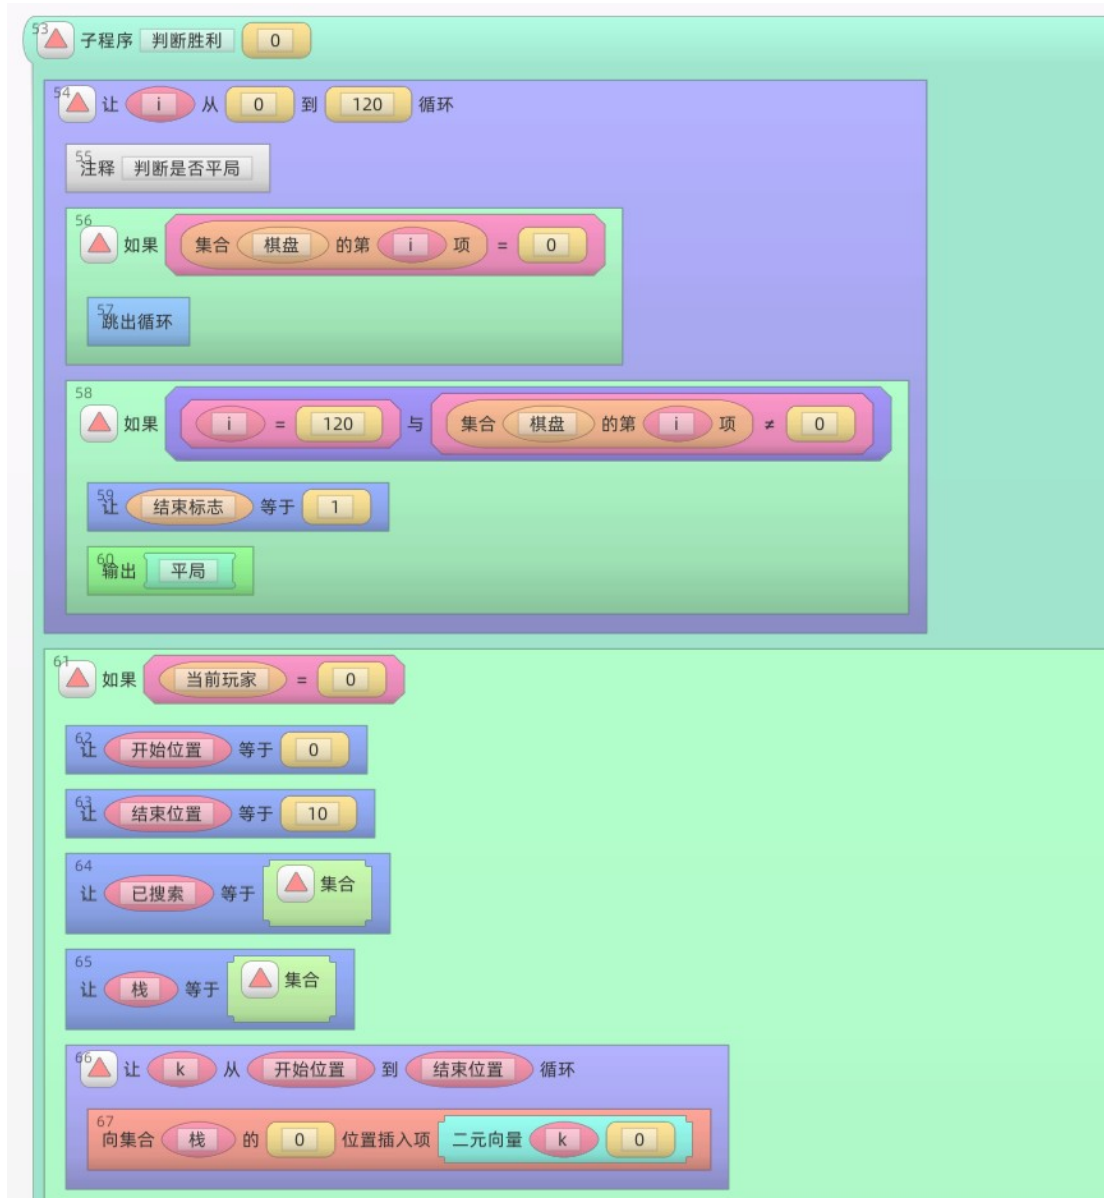 53 子程序 判断胜利 0
54 让 i 从 0 到 120 循环
55 注释 判断是否平局
56 如果 集合 棋盘 的第 i 项 = 0
57 跳出循环
58 如果 i = 120 与 集合 棋盘 的第 i 项 ≠ 0
59 让 结束标志 等于 1
60 输出 平局
61 如果 当前玩家 = 0
62 让 开始位置 等于 0
63 让 结束位置 等于 10
64 让 已搜索 等于 集合
65 让 栈 等于 集合
66 让 k 从 开始位置 到 结束位置 循环
67 向集合 栈 的 0 位置插入项 二元向量 k 0